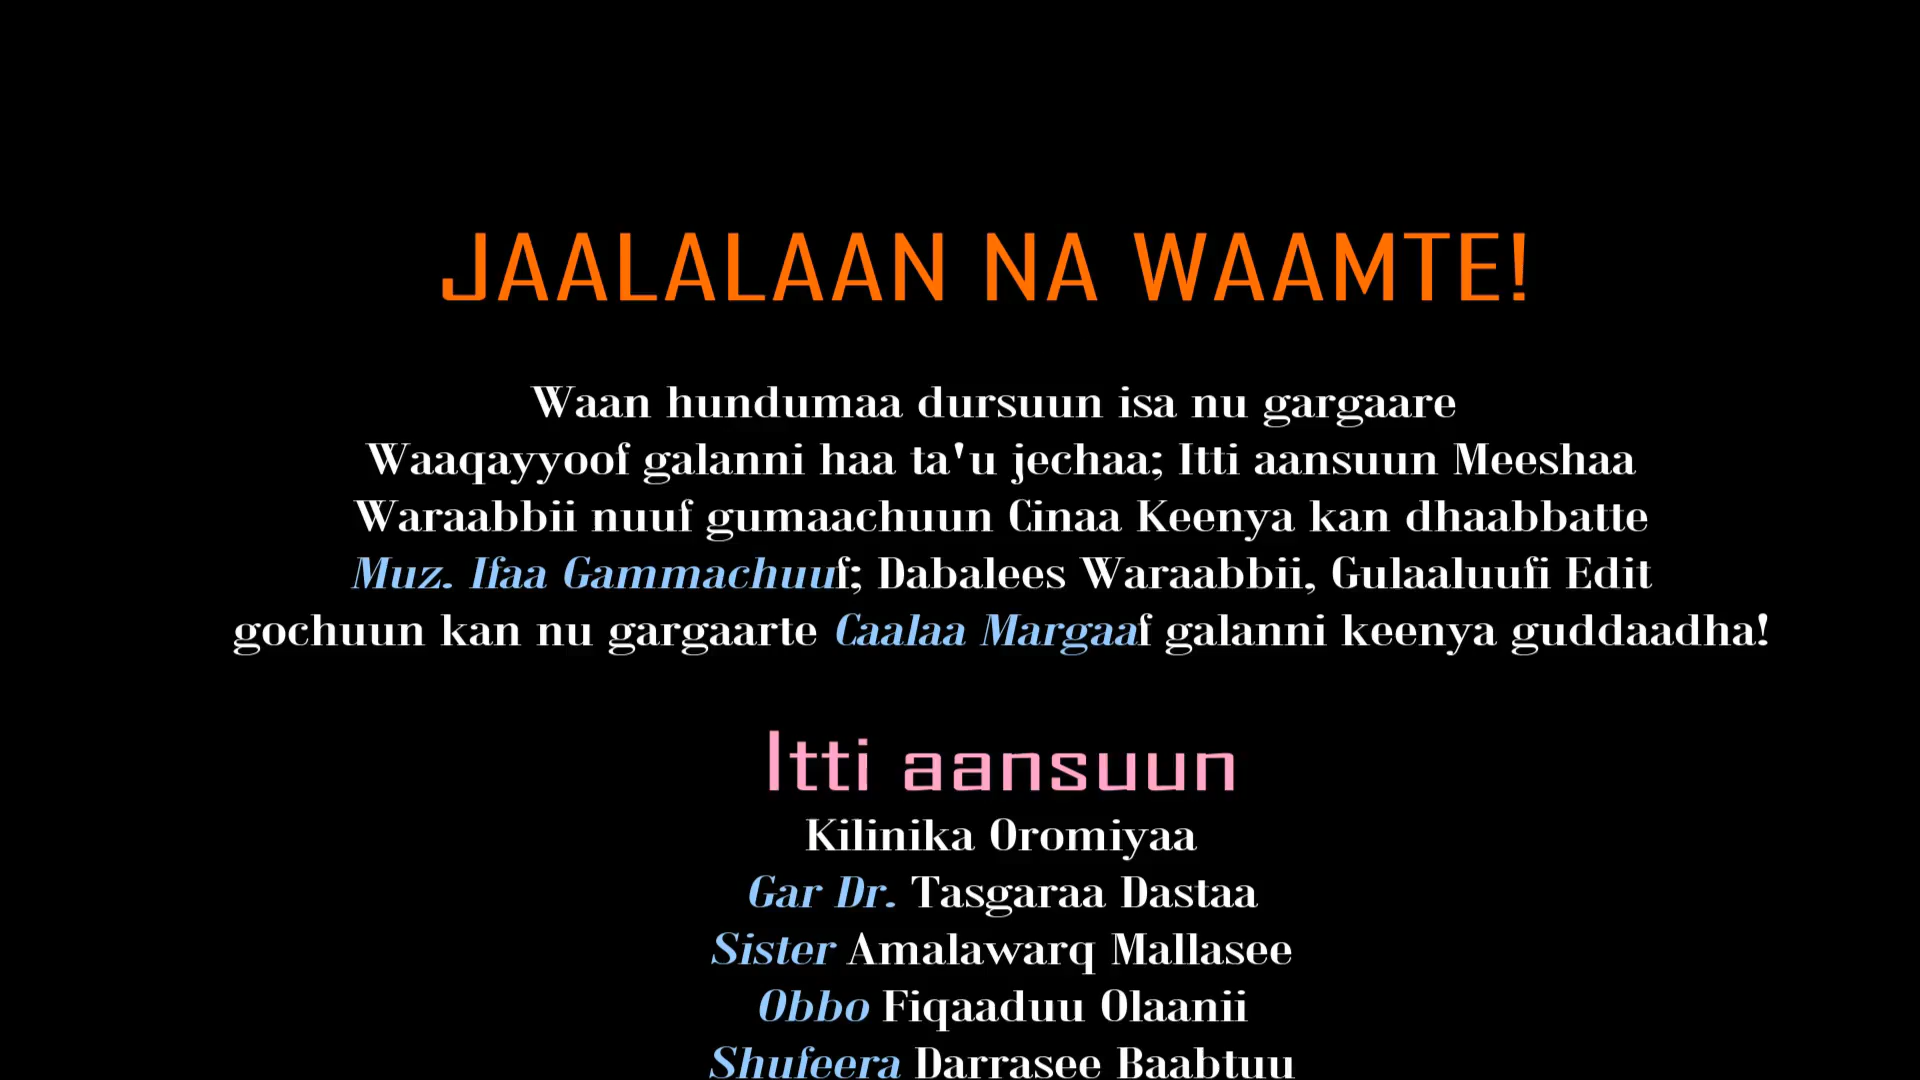 JAALALAAN NA WAAMTE!
Waan hundumaa dursuun isa nu gargaare
Waaqayyoof galanni haa ta'u jechaa; Itti aansuun Meeshaa
Waraabbii nuuf gumaachuun Cinaa Keenya kan dhaabbatte
Muz. Ifaa Gammachuuf; Dabalees Waraabbii, Gulaaluufi Edit
gochuun kan nu gargaarte Caalaa Margaaf galanni keenya guddaadha!
Itti aansuun
Kilinika Oromiyaa
Gar Dr. Tasgaraa Dastaa
Sister Amalawarq Mallasee
Obbo Fiqaaduu Olaanii
Shufeera Darrasee Baabtuu